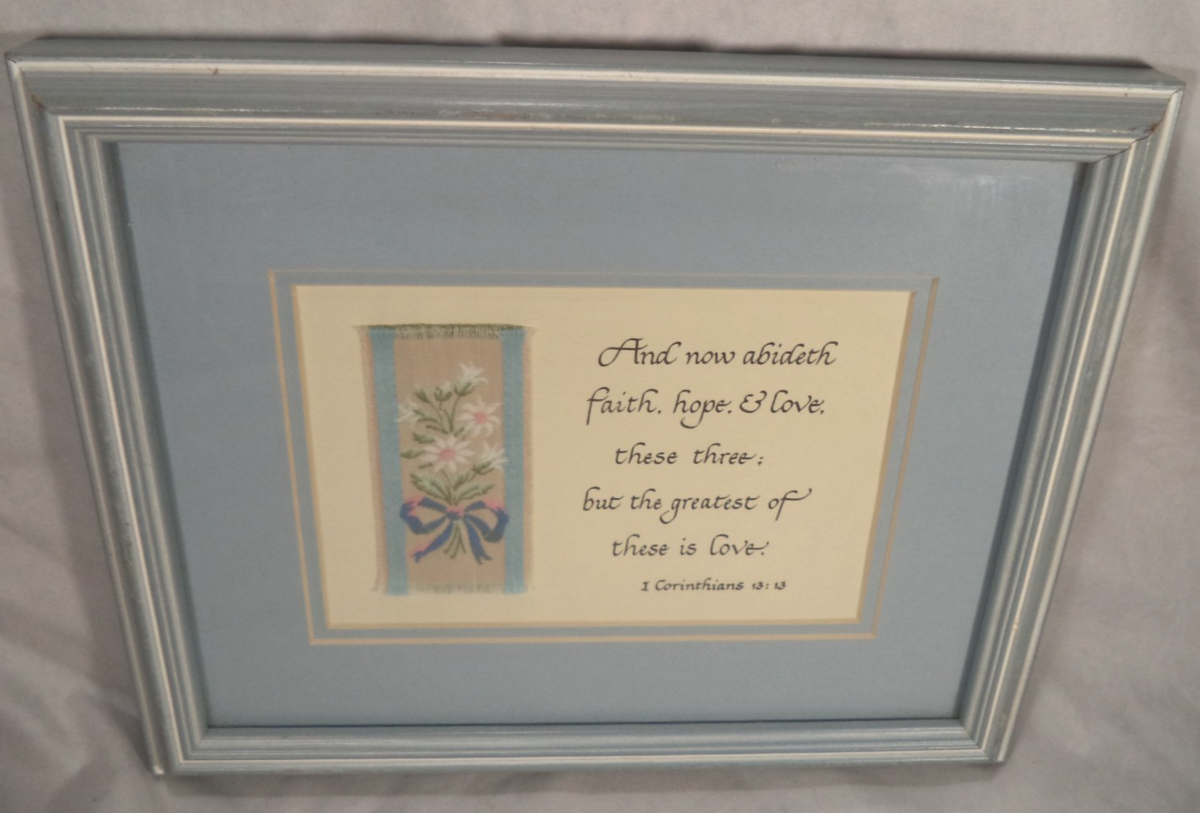 And now abideth
faith, hope, & love,
these three;
but the greatest of
these is love.
I Corinthians 13:13